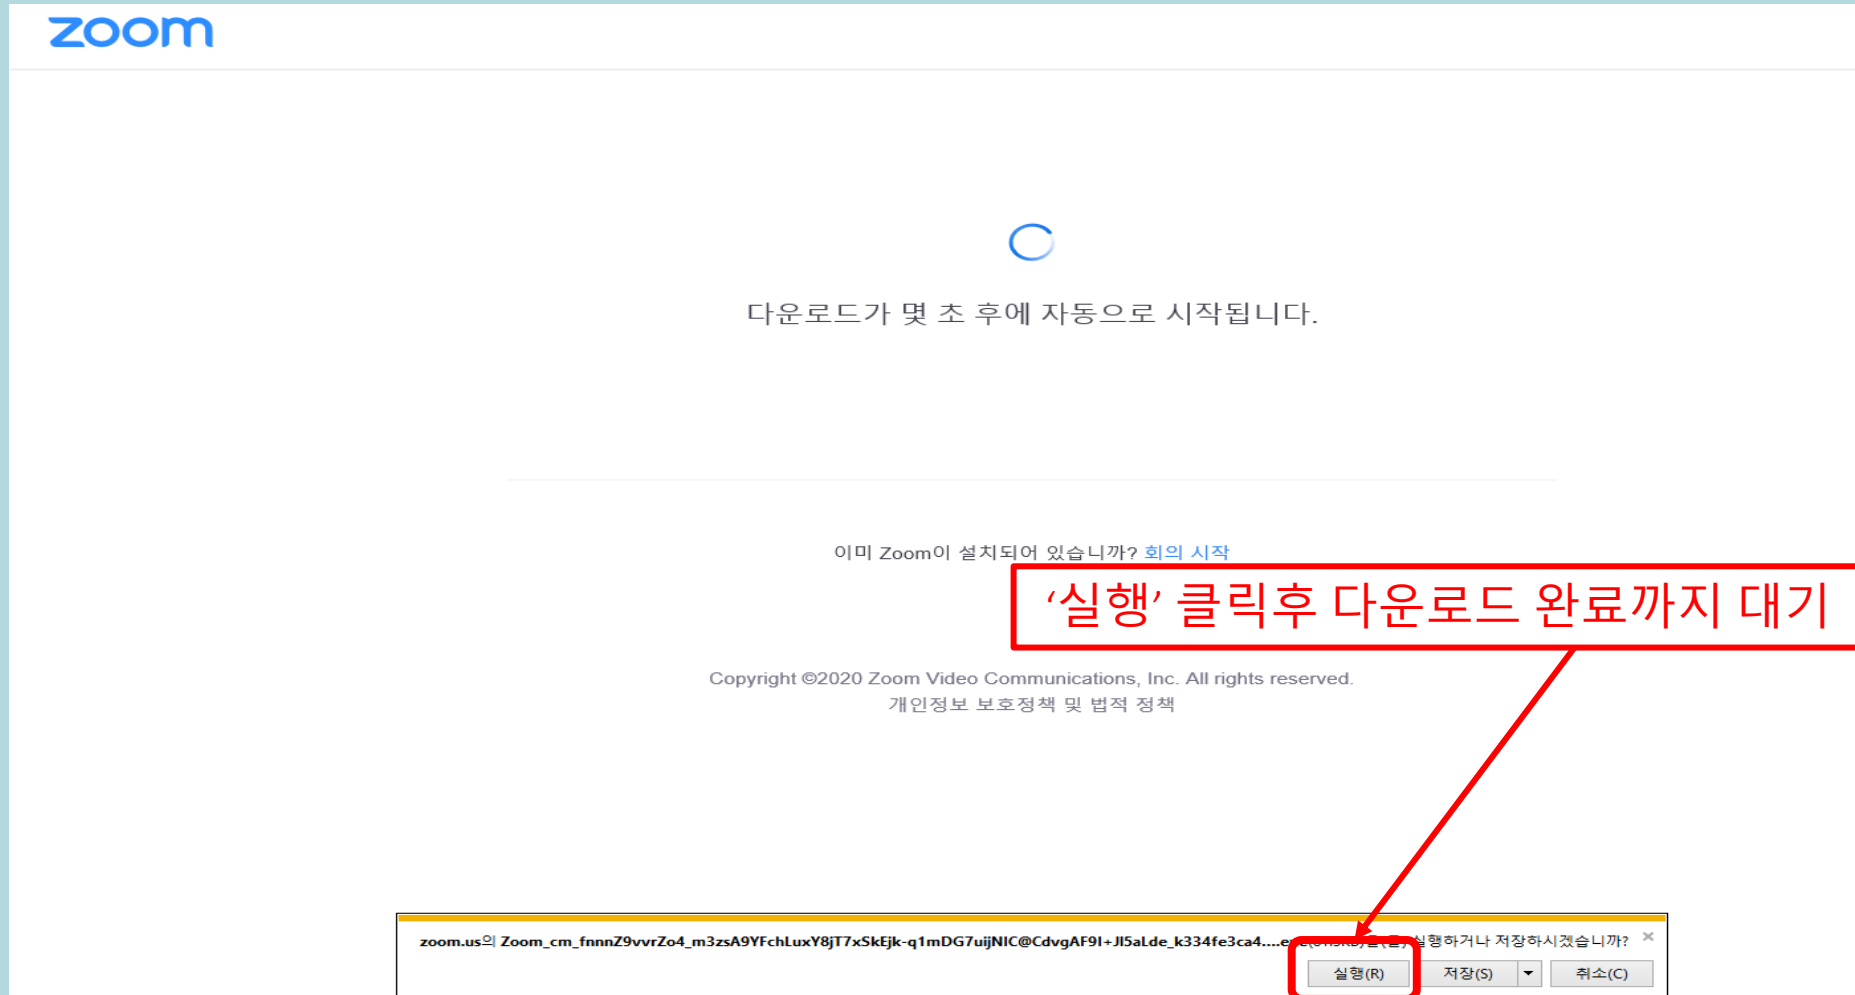 zoom
다운로드가 몇 초 후에 자동으로 시작됩니다.
이미 Zoom이 설치되어 있습니까? 회의 시작
‘실행’ 클릭후 다운로드 완료까지 대기
Copyright ©2020 Zoom Video Communications, Inc. All rights reserved.
개인정보 보호정책 및 법적 정책
zoom.us의 실행하거나 저장하시겠습니까? ×
실행(R) 저장(S) 취소(C)